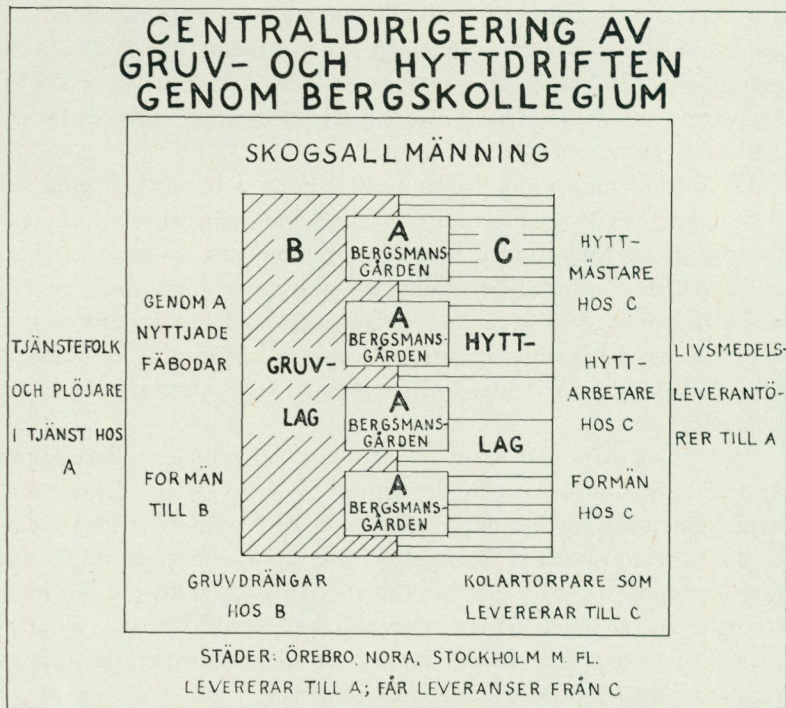 CENTRALDIRIGERING AV
GRUV- OCH HYTTDRIFTEN
GENOM BERGSKOLLEGIUM
SKOGSALLMÄNNING
B
A
BERGSMANS-
GÅRDEN
C
A
BERGSMANS-
GÅRDEN
A
BERGSMANS-
GÅRDEN
A
BERGSMANS-
GÅRDEN
GRUV-
LAG
HYTT-
LAG
TJÄNSTEFOLK
OCH PLÖJARE
I TJÄNST HOS
A
GENOM A
NYTTJADE
FÄBODAR
FORMÄN
TILL B
HYTT-
MÄSTARE
HOS C
HYTT-
ARBETARE
HOS C
FORMÄN
HOS C
LIVSMEDELS-
LEVERANTÖ-
RER TILL A
GRUVDRÄNGAR
HOS B
KOLARTORPARE SOM
LEVERERAR TILL C
STÄDER: ÖREBRO, NORA, STOCKHOLM M. FL.
LEVERERAR TILL A; FÅR LEVERANSER FRÅN C